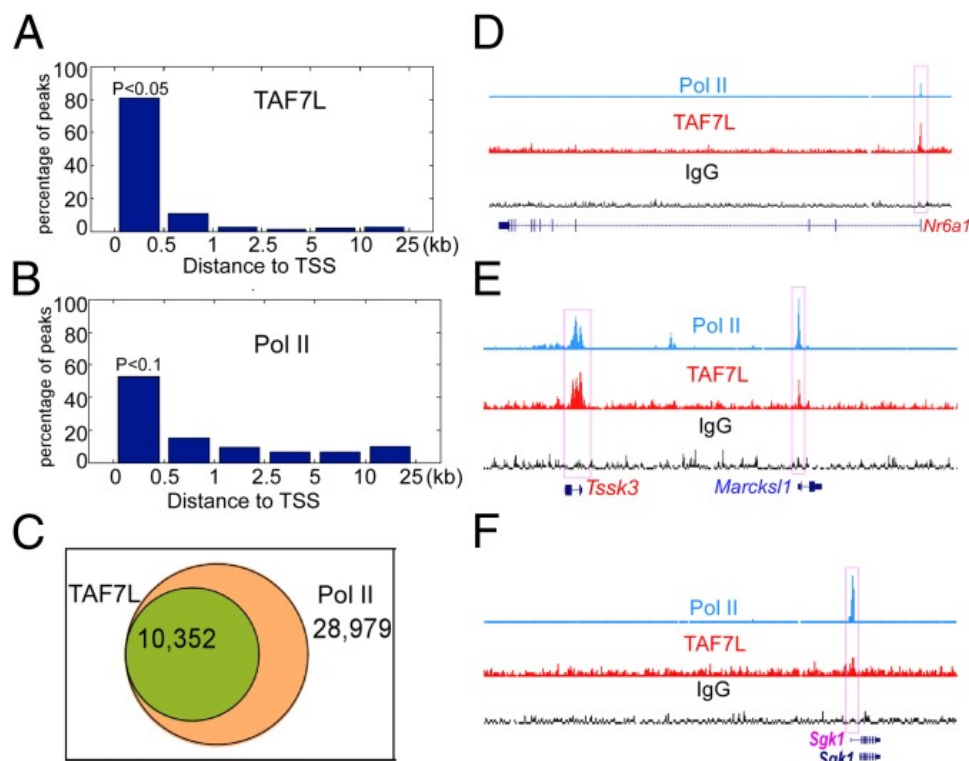 A
percentage of peaks
100
80
60
40
20
0
P<0.05
TAF7L
0 0.5 1 2.5 5 10 25 (kb)
Distance to TSS
B
percentage of peaks
100
80
60
40
20
0
P<0.1
Pol II
0 0.5 1 2.5 5 10 25 (kb)
Distance to TSS
C
TAF7L
10,352
Pol II
28,979
D
Pol II
TAF7L
IgG
Nr6a1
E
Pol II
TAF7L
IgG
Tssk3
Marcksl1
F
Pol II
TAF7L
IgG
Sgk1
Sgk1